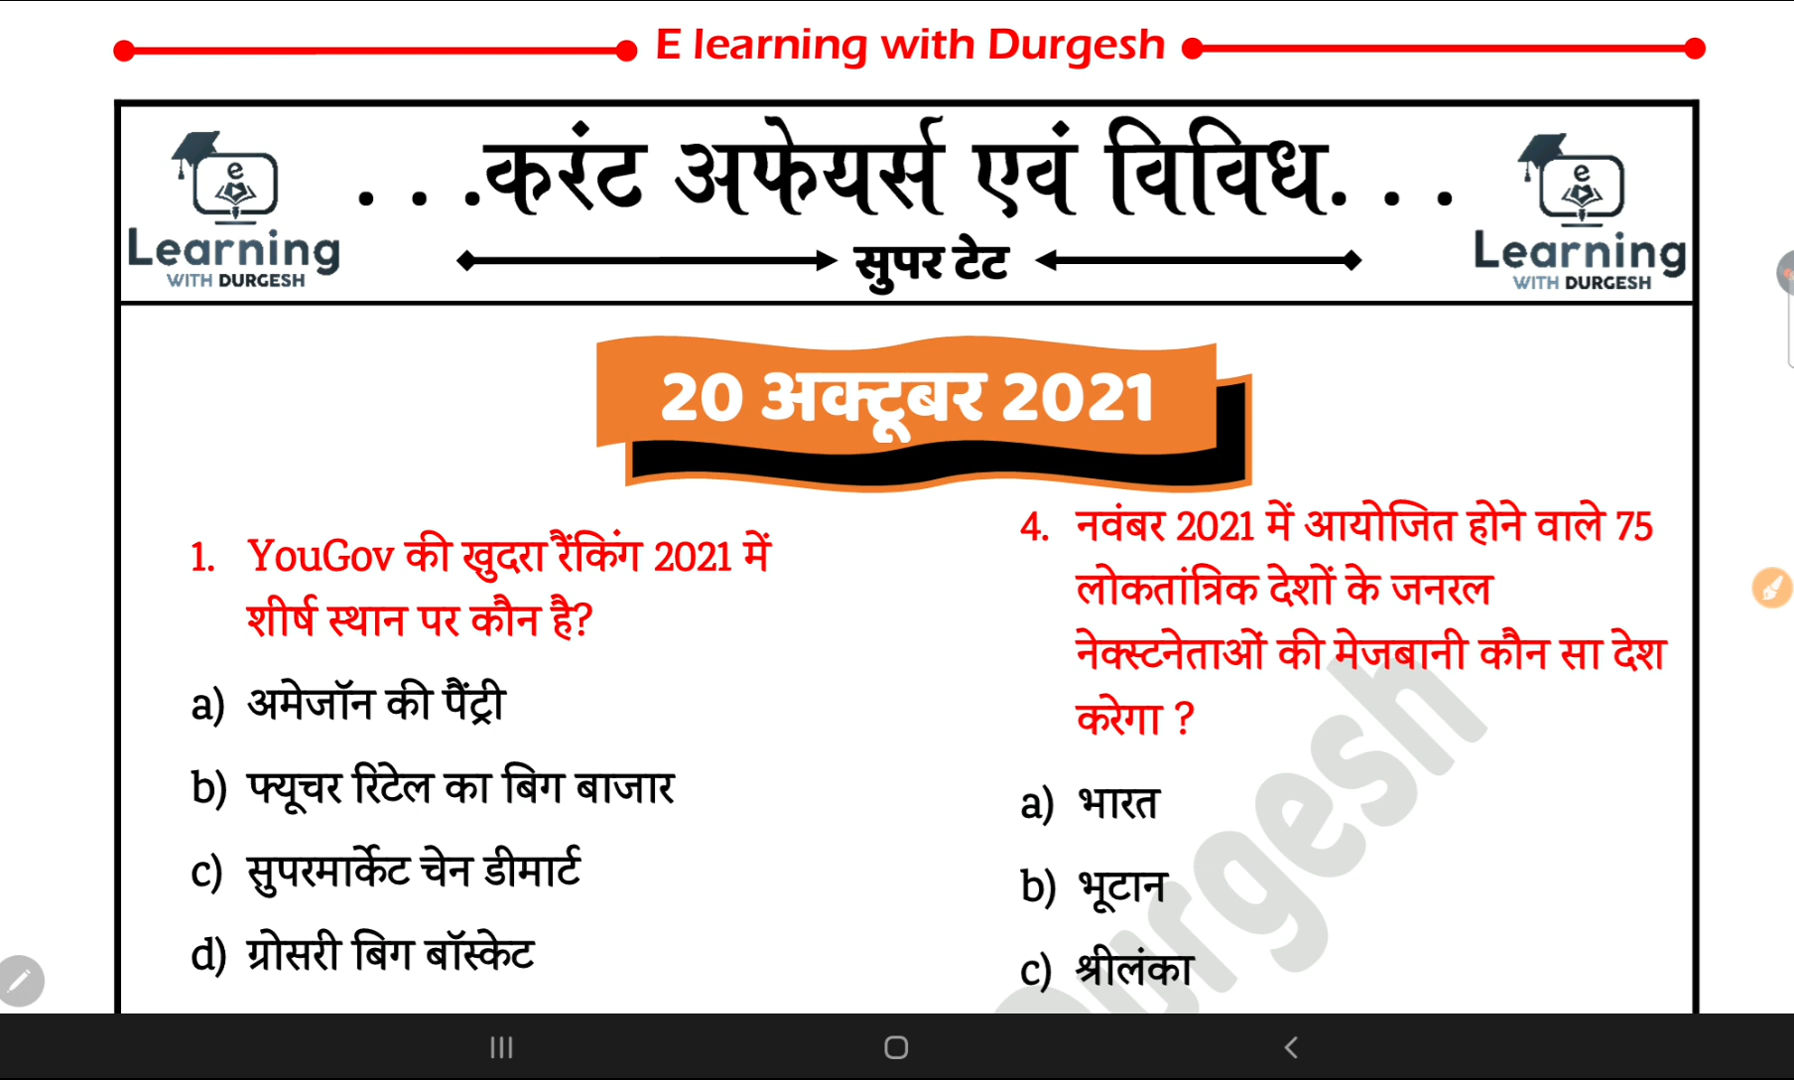 E learning with Durgesh
. . .करंट अफेयर्स एवं विविध. . .
सुपर टेट
e
Learning
WITH DURGESH
e
Learning
WITH DURGESH
20 अक्टूबर 2021
1. YouGov की खुदरा रैंकिंग 2021 में
शीर्ष स्थान पर कौन है?
a) अमेजॉन की पैंट्री
b) फ्यूचर रिटेल का बिग बाजार
c) सुपरमार्केट चेन डीमार्ट
d) ग्रोसरी बिग बॉस्केट
4. नवंबर 2021 में आयोजित होने वाले 75
लोकतांत्रिक देशों के जनरल
नेक्स्टनेताओं की मेजबानी कौन सा देश
करेगा ?
a) भारत
b) भूटान
c) श्रीलंका
Durgesh